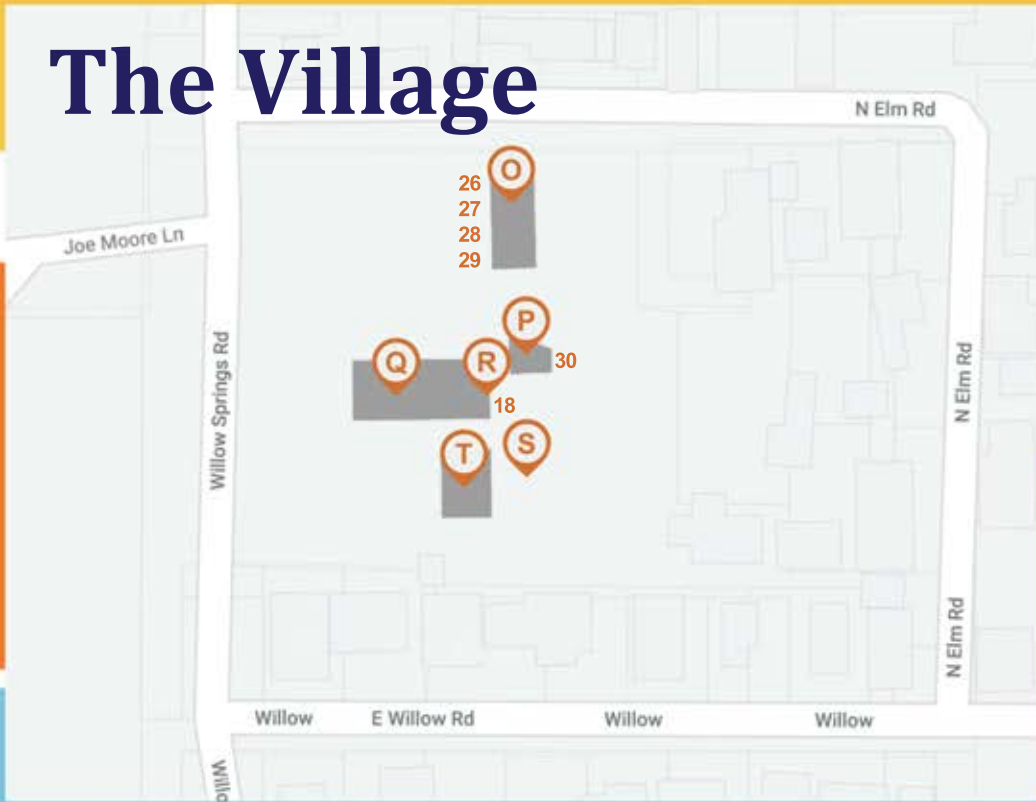 The Village
N Elm Rd
O
26
27
28
29
Joe Moore Ln
P
Q
R
30
18
Willow Springs Rd
N Elm Rd
T
S
N Elm Rd
Willow
E Willow Rd
Willow
Willow
Willo